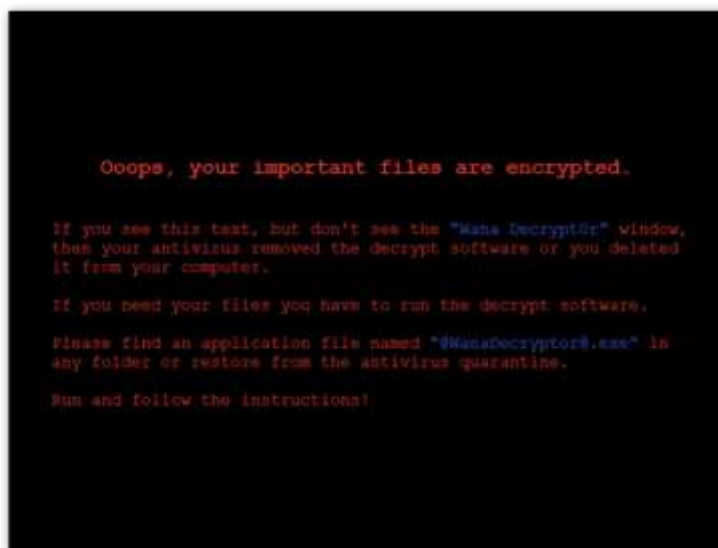 Ooops, your important files are encrypted.
If you see this text, but don't see the "Wana Decrypt0r" window,
then your antivirus removed the decrypt software or you deleted
it from your computer.
If you need your files you have to run the decrypt software.
Please find an application file named "@WanaDecryptor@.exe" in
any folder or restore from the antivirus quarantine.
Run and follow the instructions!